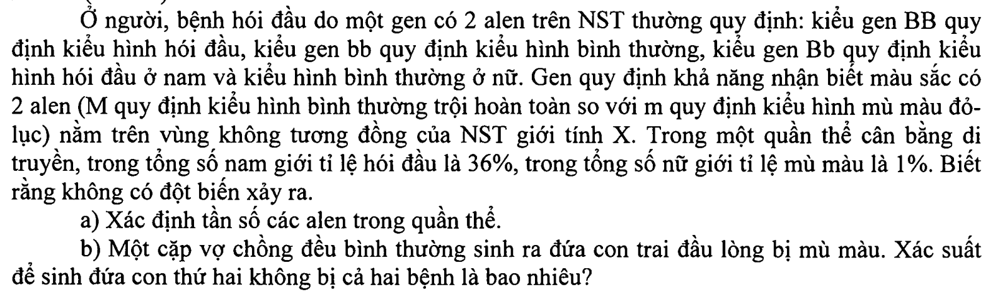 Ở người, bệnh hói đầu do một gen có 2 alen trên NST thường quy định: kiểu gen BB quy
định kiểu hình hói đầu, kiểu gen bb quy định kiểu hình bình thường, kiểu gen Bb quy định kiểu
hình hói đầu ở nam và kiểu hình bình thường ở nữ. Gen quy định khả năng nhận biết màu sắc có
2 alen (M quy định kiểu hình bình thường trội hoàn toàn so với m quy định kiểu hình mù màu đỏ-
lục) nằm trên vùng không tương đồng của NST giới tính X. Trong một quần thể cân bằng di
truyền, trong tổng số nam giới tỉ lệ hói đầu là 36%, trong tổng số nữ giới tỉ lệ mù màu là 1%. Biết
rằng không có đột biến xảy ra.
a) Xác định tần số các alen trong quần thể.
b) Một cặp vợ chồng đều bình thường sinh ra đứa con trai đầu lòng bị mù màu. Xác suất
để sinh đứa con thứ hai không bị cả hai bệnh là bao nhiêu?